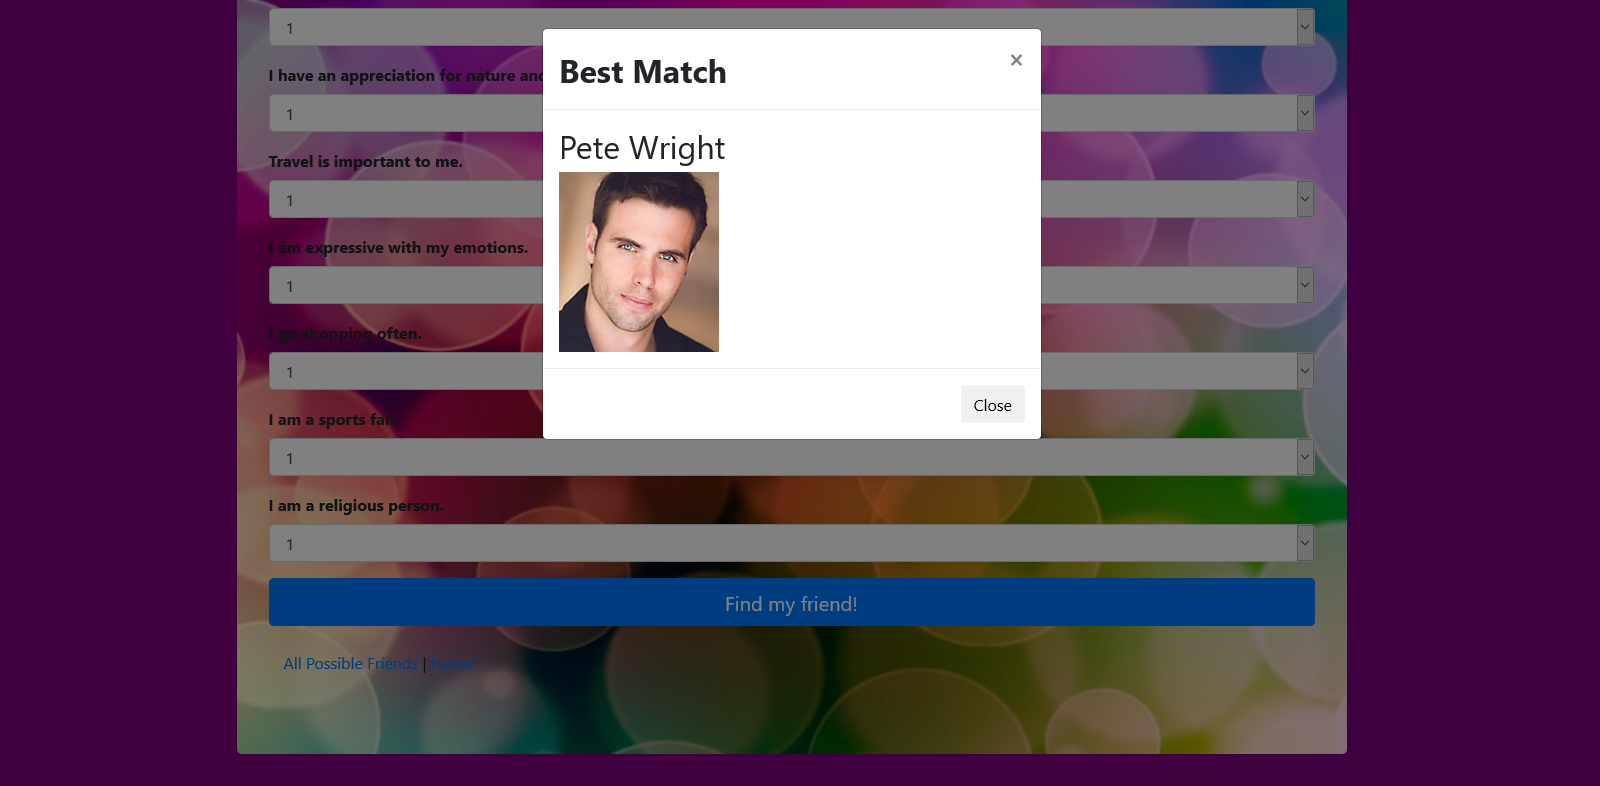 1
Best Match
×
I have an appreciation for nature and
1
Pete Wright
Travel is important to me.
1
I am expressive with my emotions.
1
I go shopping often.
1
Close
I am a sports fan.
1
I am a religious person.
1
Find my friend!
All Possible Friends | Home